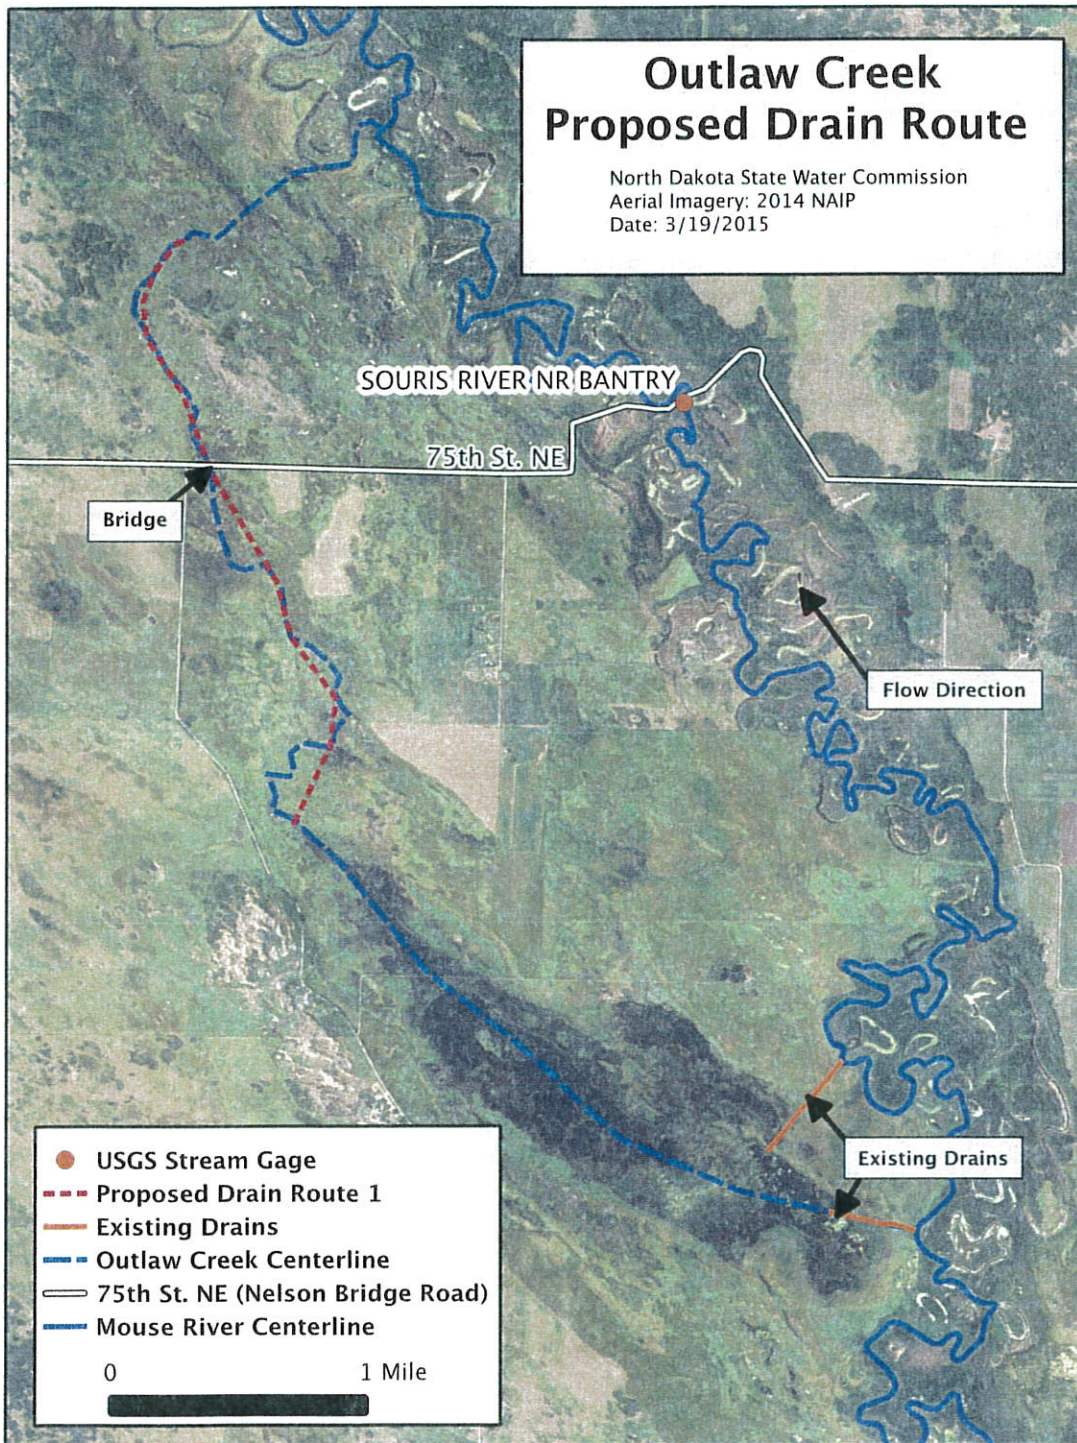 Outlaw Creek
Proposed Drain Route
North Dakota State Water Commission
Aerial Imagery: 2014 NAIP
Date: 3/19/2015
SOURIS RIVER NR BANTRY
75th St. NE
Bridge
Flow Direction
Existing Drains
USGS Stream Gage
Proposed Drain Route 1
Existing Drains
Outlaw Creek Centerline
75th St. NE (Nelson Bridge Road)
Mouse River Centerline
0 1 Mile